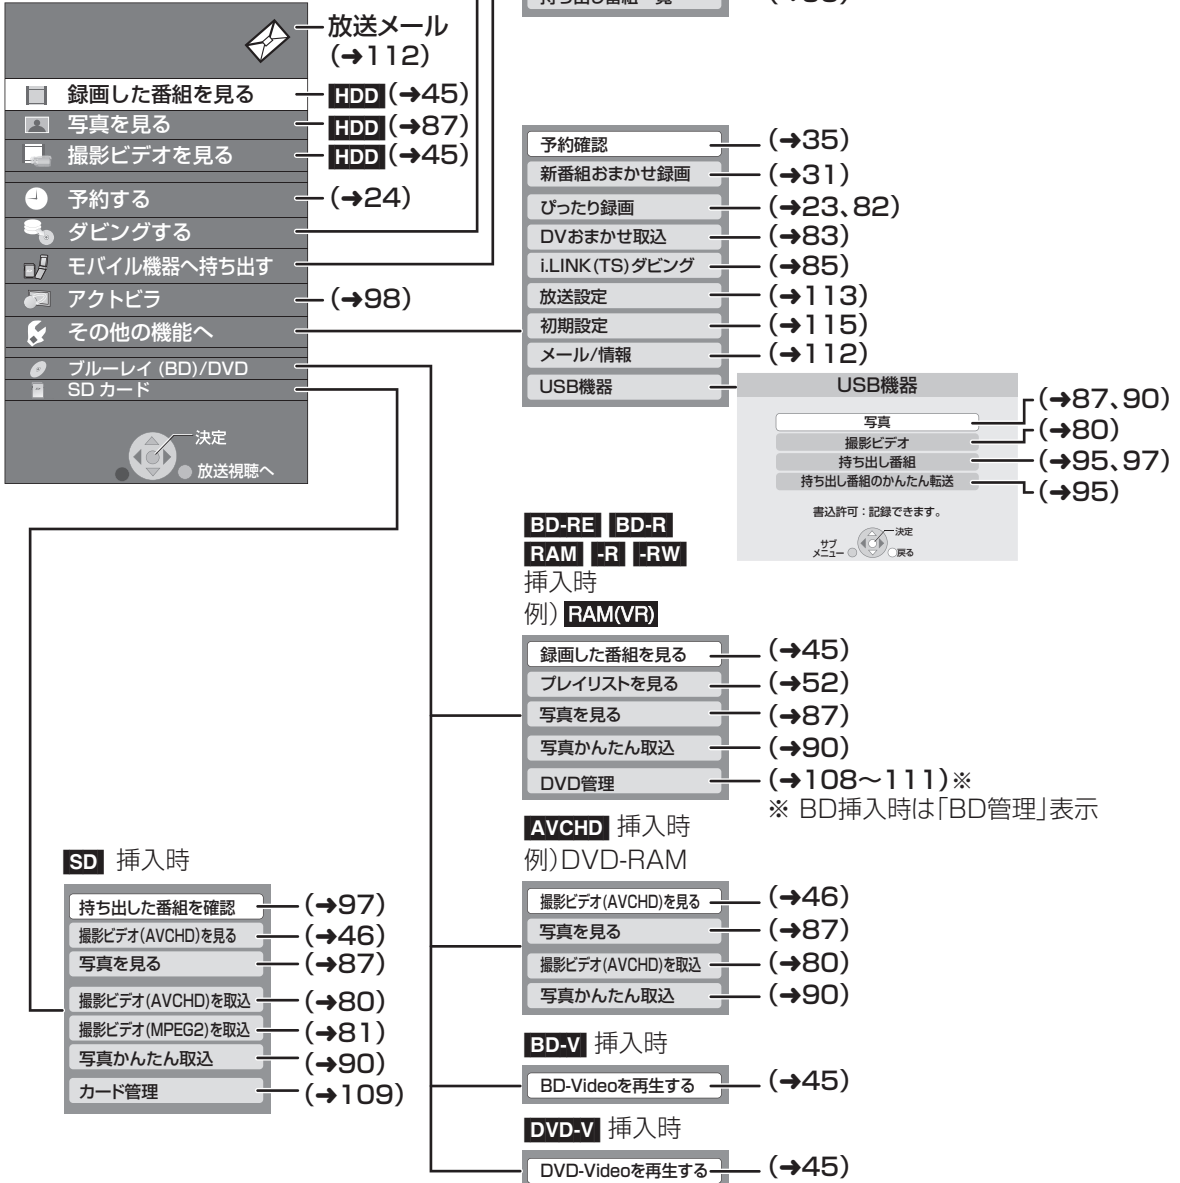 放送メール
(➜112)
録画した番組を見る HDD (➜45)
写真を見る HDD (➜87)
撮影ビデオを見る HDD (➜45)
予約する (➜24)
ダビングする
モバイル機器へ持ち出す
アクトビラ (➜98)
その他の機能へ
ブルーレイ (BD)/DVD
SD カード
決定
放送視聴へ
予約確認 (➜35)
新番組おまかせ録画 (➜31)
ぴったり録画 (➜23、82)
DVおまかせ取込 (➜83)
i.LINK(TS)ダビング (➜85)
放送設定 (➜113)
初期設定 (➜115)
メール/情報 (➜112)
USB機器
USB機器
写真 (➜87、90)
撮影ビデオ (➜80)
持ち出し番組 (➜95、97)
持ち出し番組のかんたん転送 (➜95)
書込許可：記録できます。
決定
サブ
メニュー
戻る
BD-RE BD-R
RAM -R -RW
挿入時
例) RAM(VR)
録画した番組を見る (➜45)
プレイリストを見る (➜52)
写真を見る (➜87)
写真かんたん取込 (➜90)
DVD管理 (➜108～111)※
※ BD挿入時は｢BD管理｣表示
AVCHD 挿入時
例)DVD-RAM
撮影ビデオ(AVCHD)を見る (➜46)
写真を見る (➜87)
撮影ビデオ(AVCHD)を取込 (➜80)
写真かんたん取込 (➜90)
BD-V 挿入時
BD-Videoを再生する (➜45)
DVD-V 挿入時
DVD-Videoを再生する (➜45)
SD 挿入時
持ち出した番組を確認 (➜97)
撮影ビデオ(AVCHD)を見る (➜46)
写真を見る (➜87)
撮影ビデオ(AVCHD)を取込 (➜80)
撮影ビデオ(MPEG2)を取込 (➜81)
写真かんたん取込 (➜90)
カード管理 (➜109)